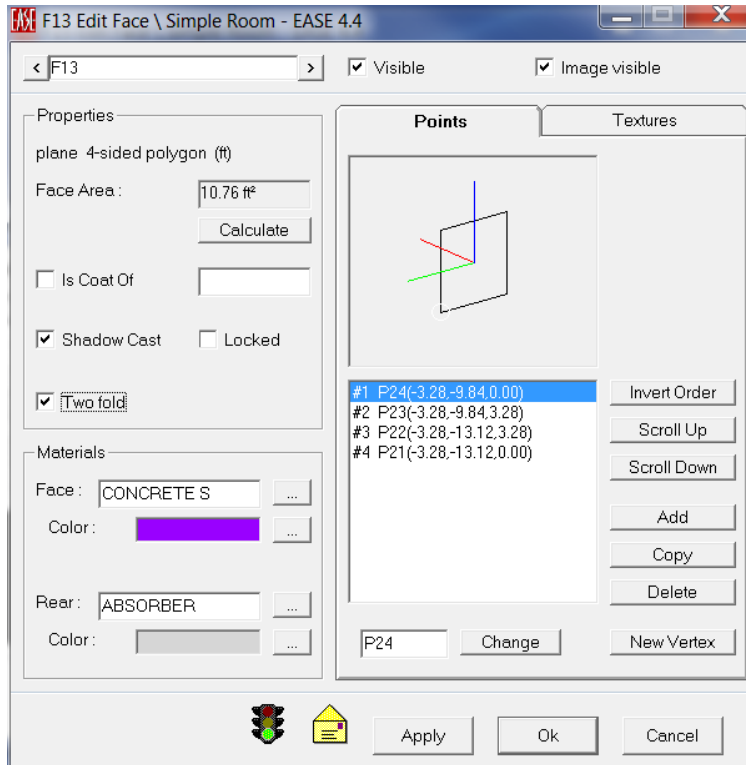 EASE F13 Edit Face \ Simple Room - EASE 4.4
< F13 > Visible Image visible
Properties
plane 4-sided polygon (ft)
Face Area : 10.76 ft²
Calculate
Is Coat Of
Shadow Cast Locked
Two fold
Materials
Face : CONCRETE S ...
Color : ...
Rear : ABSORBER ...
Color : ...
Points Textures
#1 P24(-3.28,-9.84,0.00)
#2 P23(-3.28,-9.84,3.28)
#3 P22(-3.28,-13.12,3.28)
#4 P21(-3.28,-13.12,0.00)
Invert Order
Scroll Up
Scroll Down
Add
Copy
Delete
P24 Change New Vertex
Apply Ok Cancel